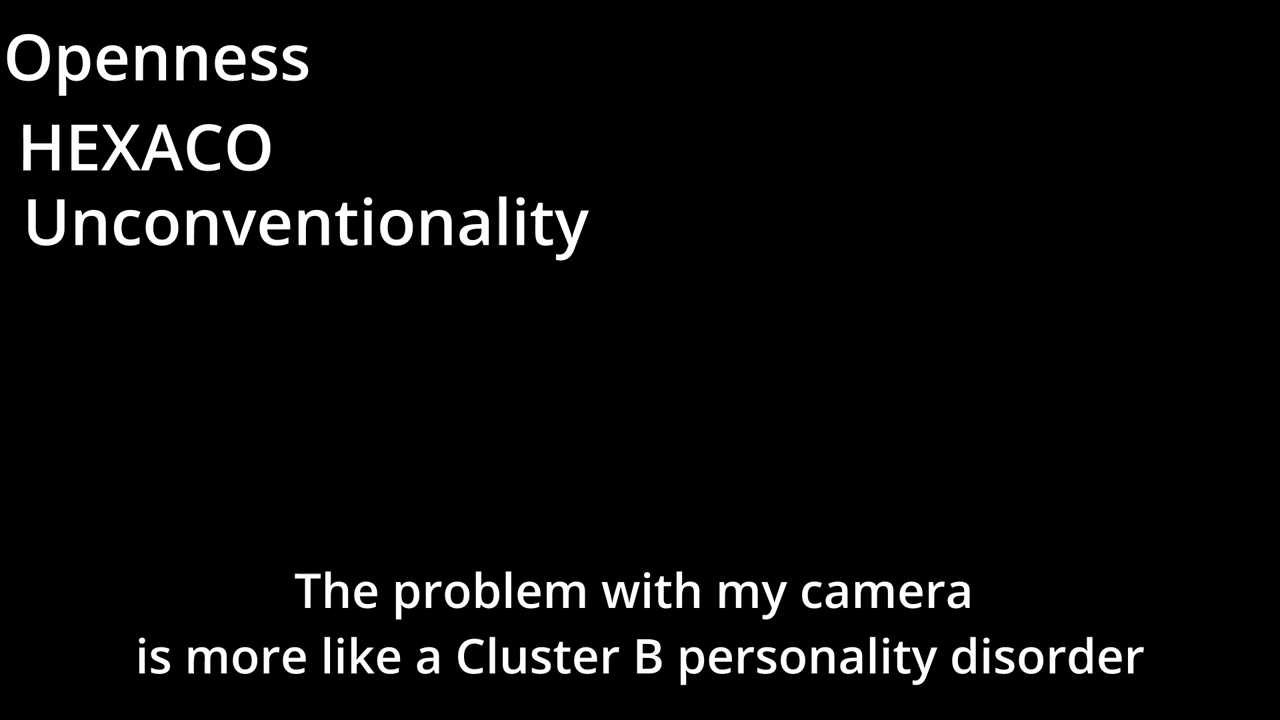 Openness
HEXACO
Unconventionality
The problem with my camera
is more like a Cluster B personality disorder